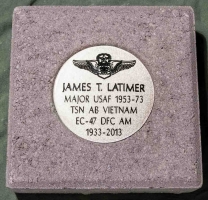 JAMES T. LATIMER
MAJOR USAF 1953-73
TSN AB VIETNAM
EC-47 DFC AM
1933-2013